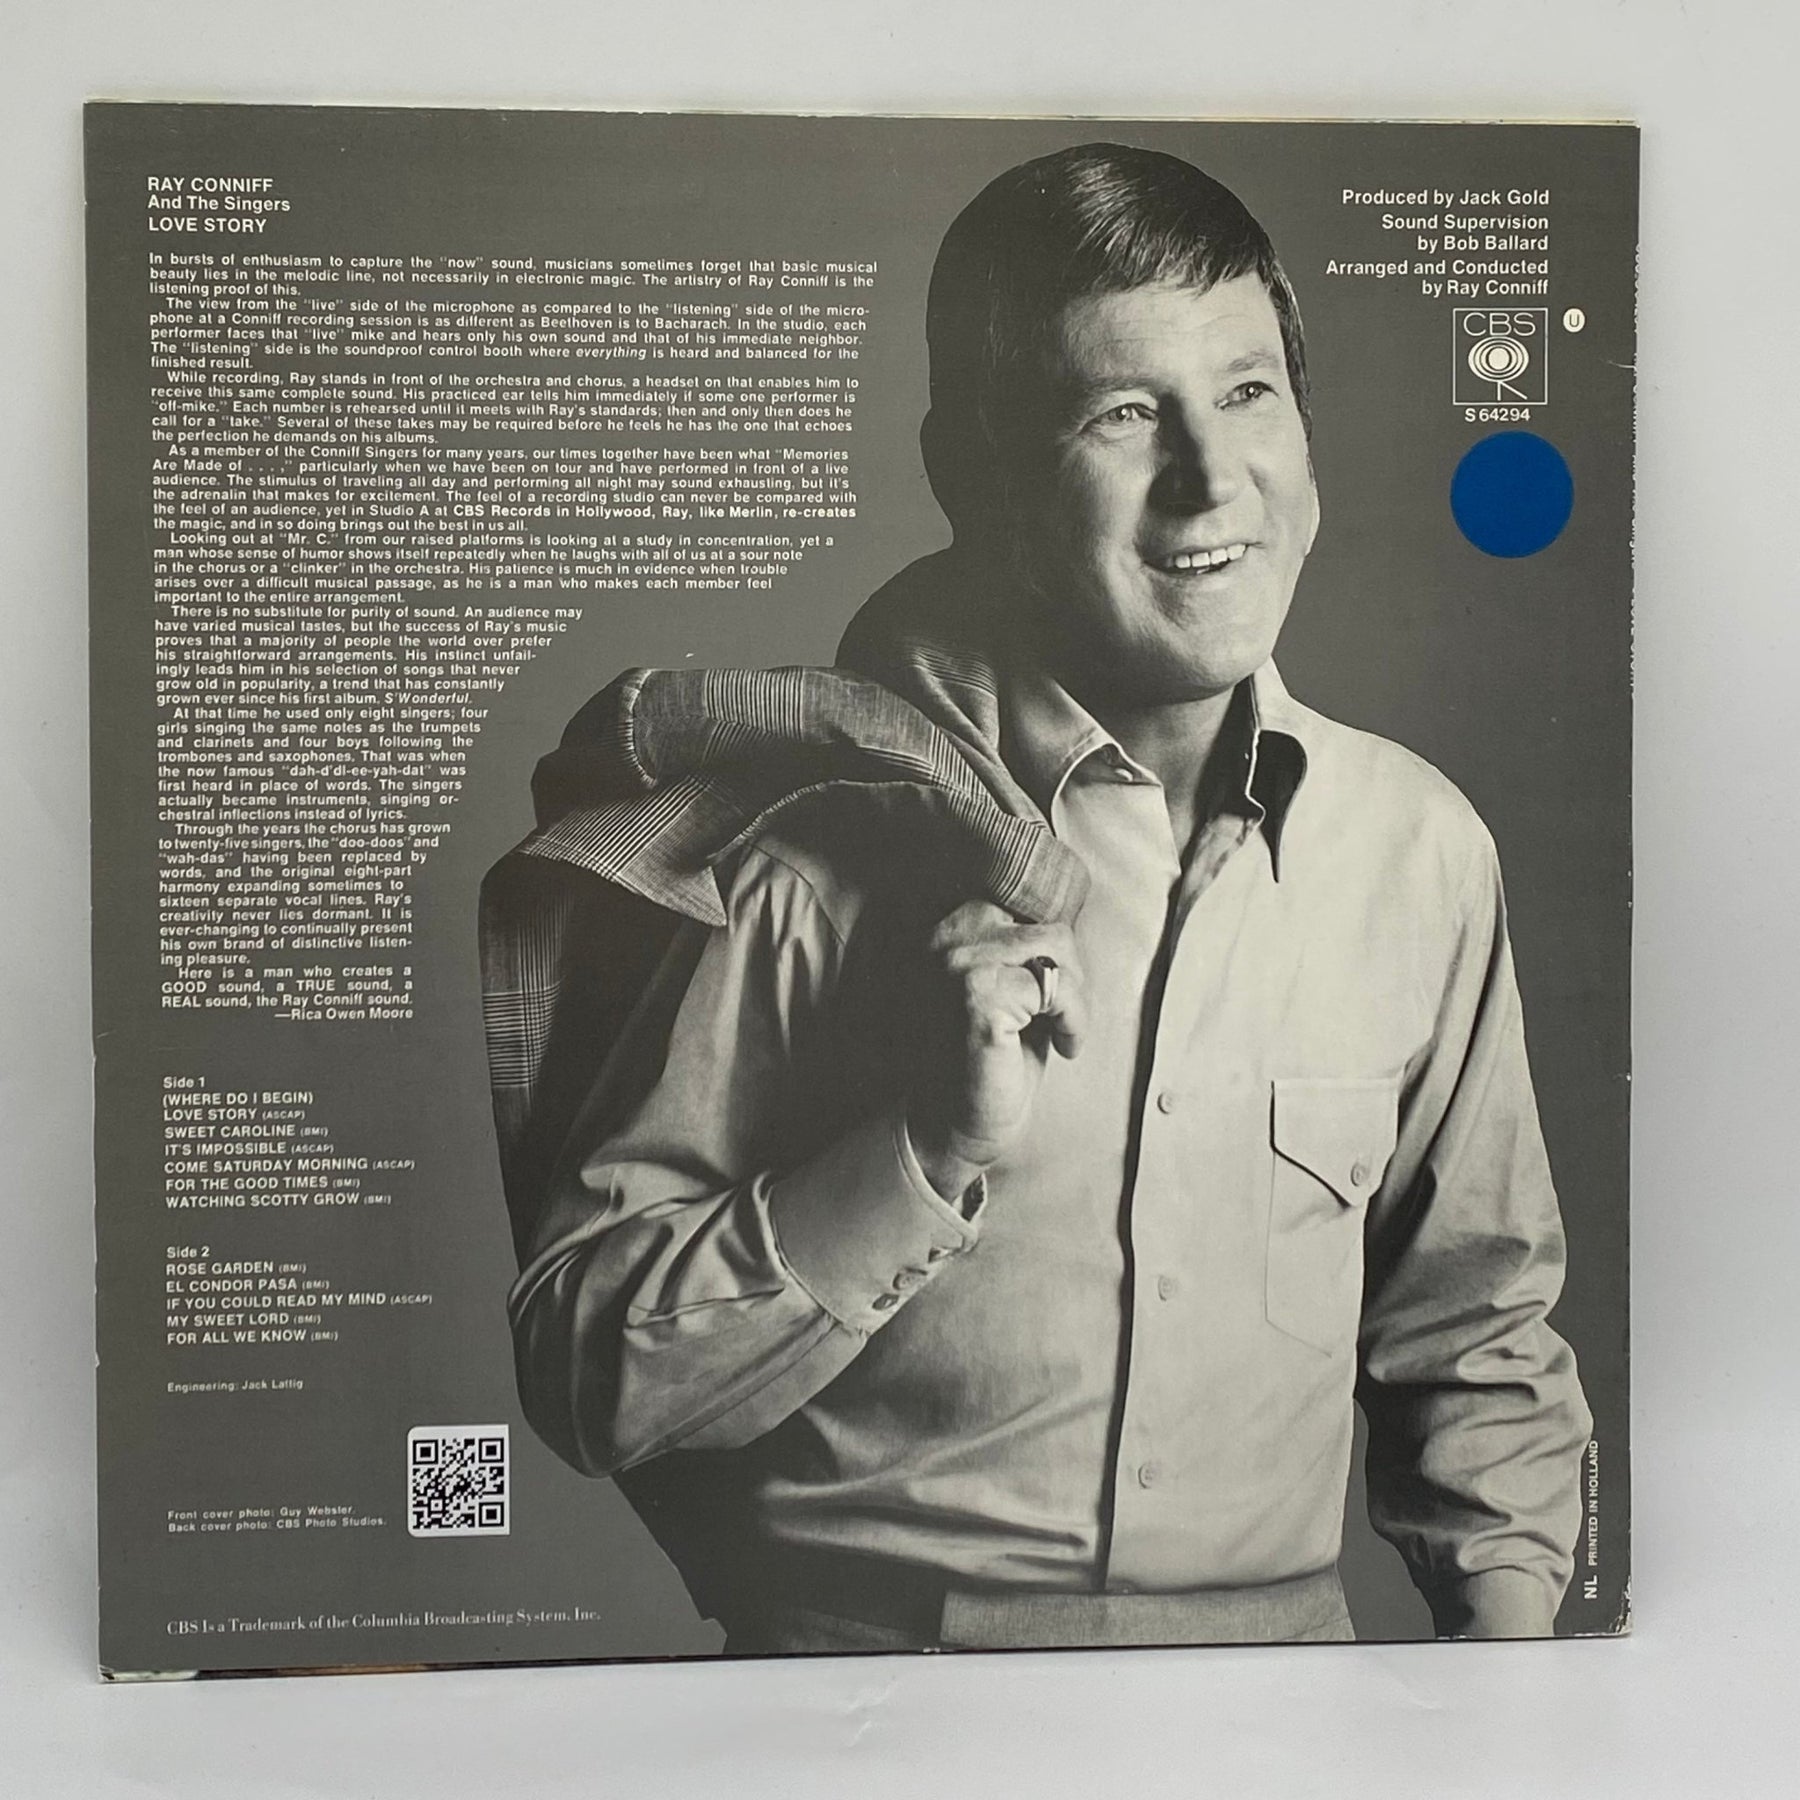 RAY CONNIFF
And The Singers
LOVE STORY
In bursts of enthusiasm to capture the "now" sound, musicians sometimes forget that basic musical
beauty lies in the melodic line, not necessarily in electronic magic. The artistry of Ray Conniff is the
listening proof of this.
The view from the "live" side of the microphone as compared to the "listening" side of the micro-
phone at a Conniff recording session is as different as Beethoven is to Bacharach. In the studio, each
performer faces that "live" mike and hears only his own sound and that of his immediate neighbor.
The "listening" side is the soundproof control booth where everything is heard and balanced for the
finished result.
While recording, Ray stands in front of the orchestra and chorus, a headset on that enables him to
receive this same complete sound. His practiced ear tells him immediately if some one performer is
"off-mike." Each number is rehearsed until it meets with Ray's standards; then and only then does he
call for a "take." Several of these takes may be required before he feels he has the one that echoes
the perfection he demands on his albums.
As a member of the Conniff Singers for many years, our times together have been what "Memories
Are Made of . . . ," particularly when we have been on tour and have performed in front of a live
audience. The stimulus of traveling all day and performing all night may sound exhausting, but it's
the adrenalin that makes for excitement. The feel of a recording studio can never be compared with
the feel of an audience, yet in Studio A at CBS Records in Hollywood, Ray, like Merlin, re-creates
the magic, and in so doing brings out the best in us all.
Looking out at "Mr. C." from our raised platforms is looking at a study in concentration, yet a
man whose sense of humor shows itself repeatedly when he laughs with all of us at a sour note
in the chorus or a "clinker" in the orchestra. His patience is much in evidence when trouble
arises over a difficult musical passage, as he is a man who makes each member feel
important to the entire arrangement.
There is no substitute for purity of sound. An audience may
have varied musical tastes, but the success of Ray's music
proves that a majority of people the world over prefer
his straightforward arrangements. His instinct unfail-
ingly leads him in his selection of songs that never
grow old in popularity, a trend that has constantly
grown ever since his first album, S'Wonderful.
At that time he used only eight singers; four
girls singing the same notes as the trumpets
and clarinets and four boys following the
trombones and saxophones. That was when
the now famous "dah-d'dl-ee-yah-dat" was
first heard in place of words. The singers
actually became instruments, singing or-
chestral inflections instead of lyrics.
Through the years the chorus has grown
to twenty-five singers, the "doo-doos" and
"wah-das" having been replaced by
words, and the original eight-part
harmony expanding sometimes to
sixteen separate vocal lines. Ray's
creativity never lies dormant. It is
ever-changing to continually present
his own brand of distinctive listen-
ing pleasure.
Here is a man who creates a
GOOD sound, a TRUE sound, a
REAL sound, the Ray Conniff sound.
—Rica Owen Moore
Side 1
(WHERE DO I BEGIN)
LOVE STORY (ASCAP)
SWEET CAROLINE (BMI)
IT'S IMPOSSIBLE (ASCAP)
COME SATURDAY MORNING (ASCAP)
FOR THE GOOD TIMES (BMI)
WATCHING SCOTTY GROW (BMI)
Side 2
ROSE GARDEN (BMI)
EL CONDOR PASA (BMI)
IF YOU COULD READ MY MIND (ASCAP)
MY SWEET LORD (BMI)
FOR ALL WE KNOW (BMI)
Engineering: Jack Lattig
Front cover photo: Guy Webster.
Back cover photo: CBS Photo Studios.
CBS Is a Trademark of the Columbia Broadcasting System, Inc.
Produced by Jack Gold
Sound Supervision
by Bob Ballard
Arranged and Conducted
by Ray Conniff
CBS
U
S 64294
NL PRINTED IN HOLLAND